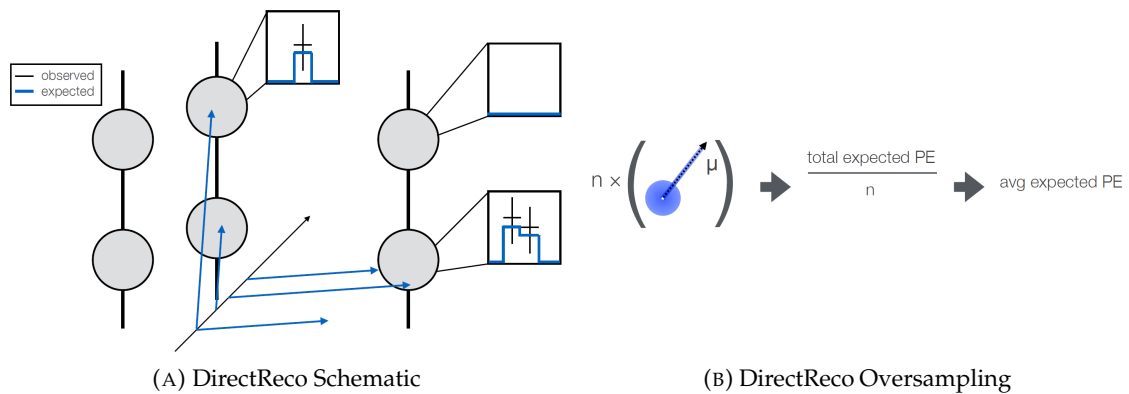 observed
expected
n × ( μ )
total expected PE
n
avg expected PE
(A) DirectReco Schematic
(B) DirectReco Oversampling